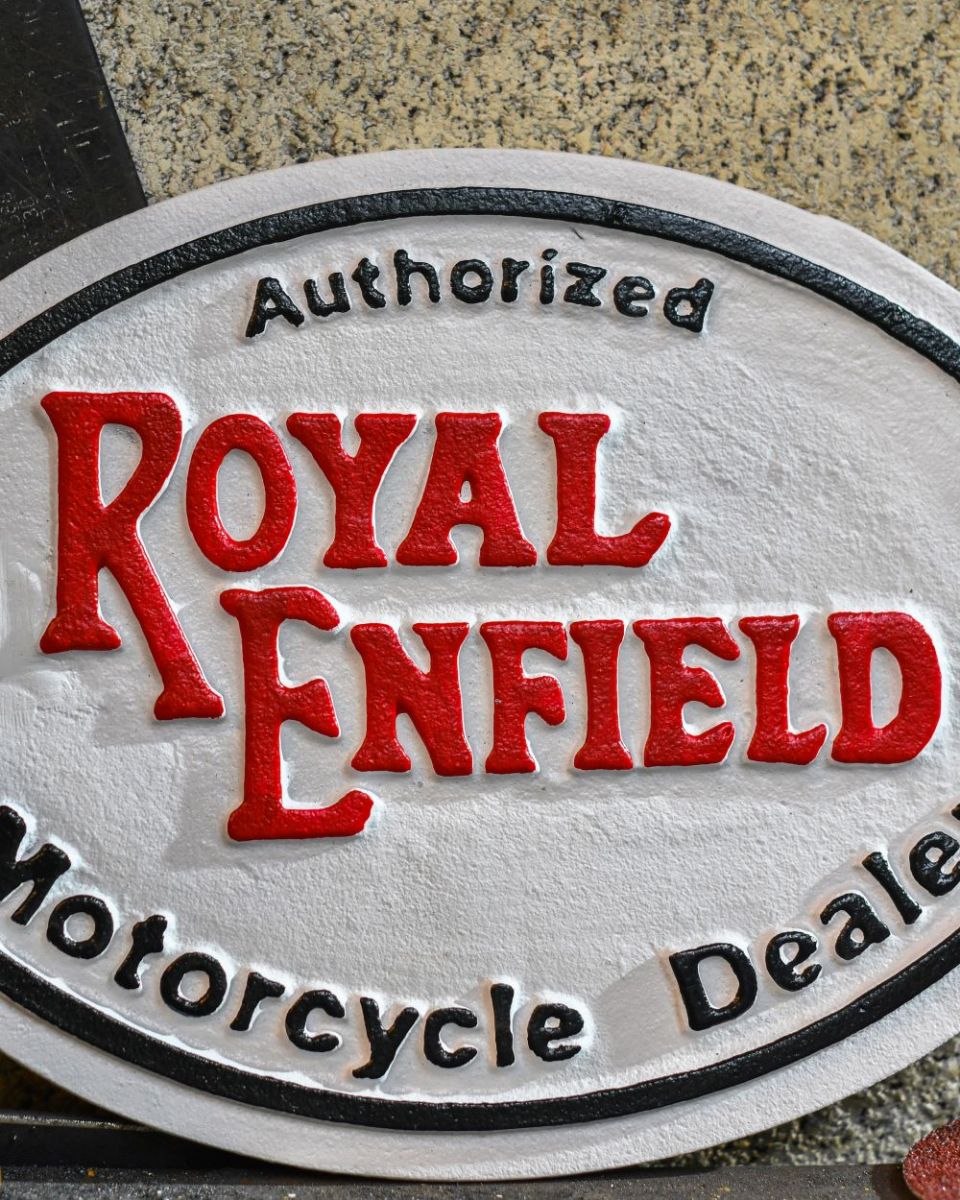 Authorized
ROYAL
ENFIELD
Motorcycle Dealer